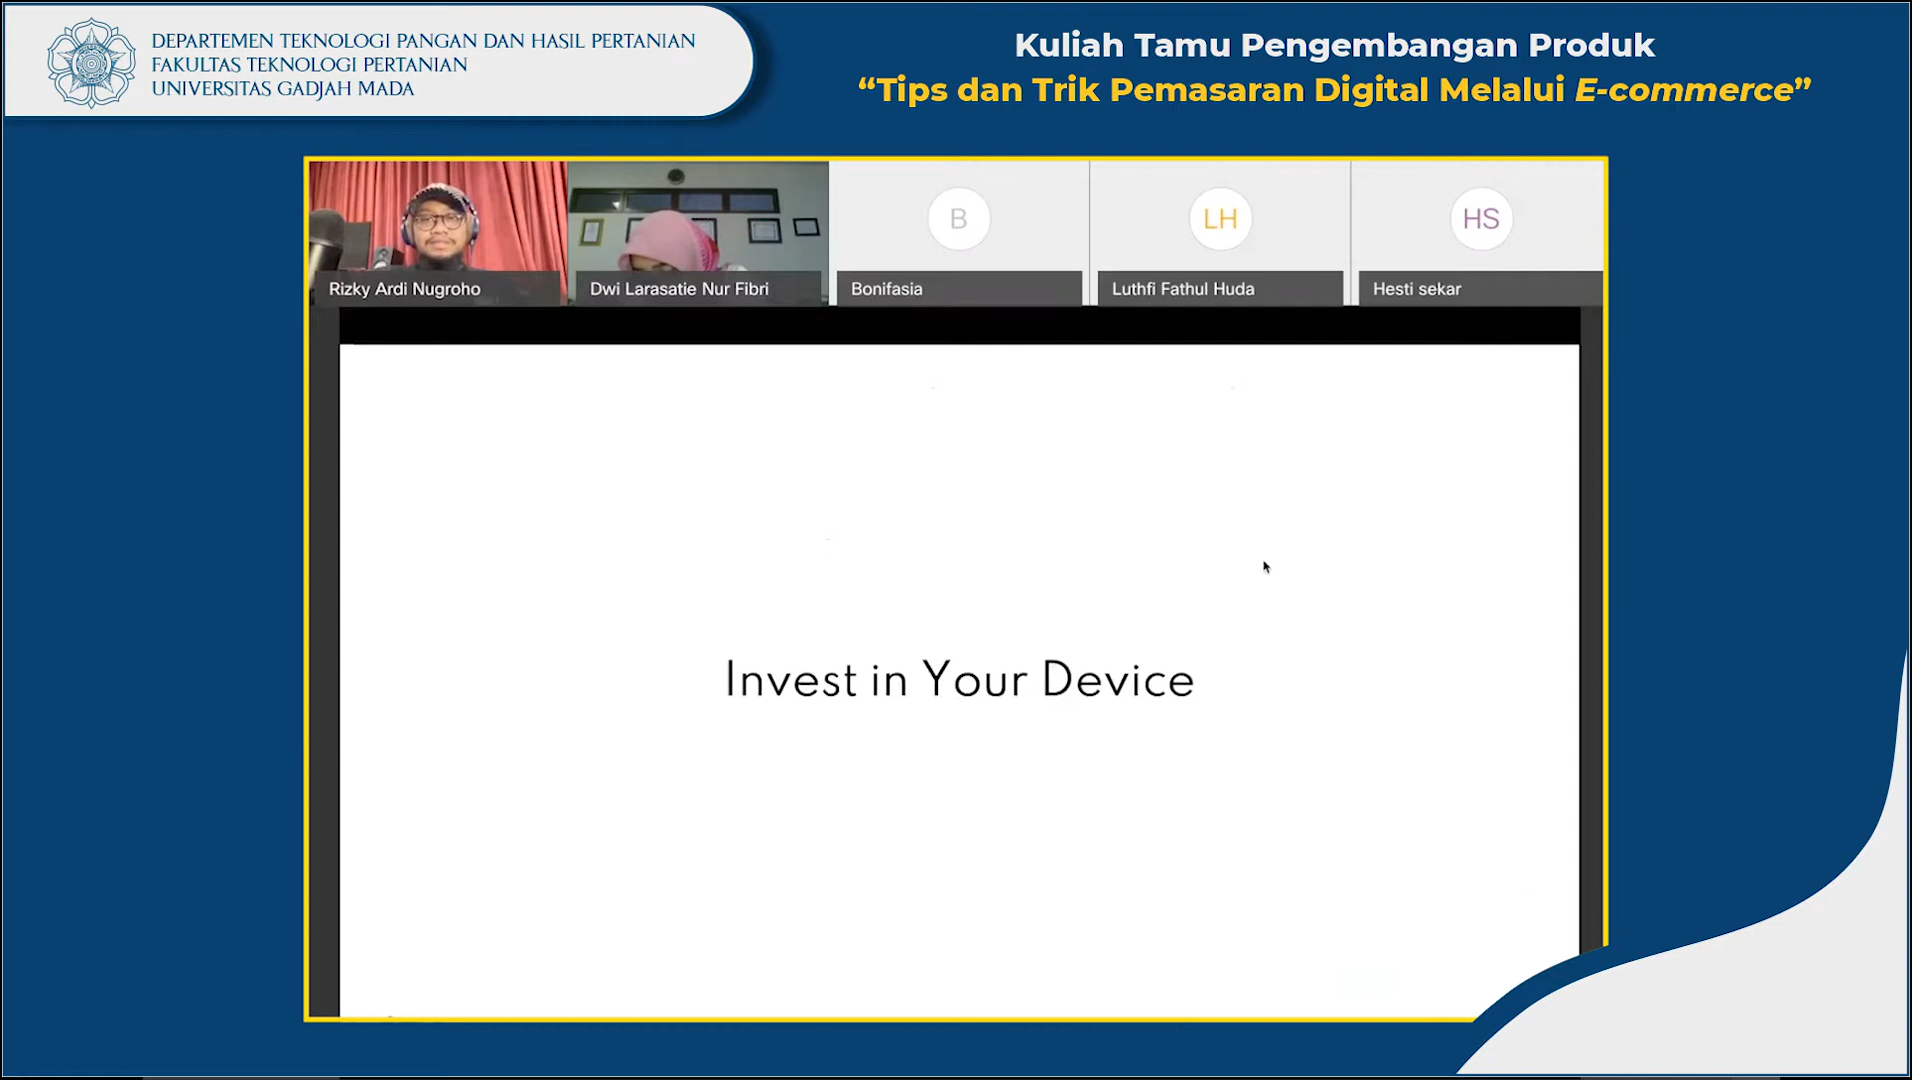 DEPARTEMEN TEKNOLOGI PANGAN DAN HASIL PERTANIAN
FAKULTAS TEKNOLOGI PERTANIAN
UNIVERSITAS GADJAH MADA
Kuliah Tamu Pengembangan Produk
“Tips dan Trik Pemasaran Digital Melalui E-commerce”
B
LH
HS
Rizky Ardi Nugroho
Dwi Larasatie Nur Fibri
Bonifasia
Luthfi Fathul Huda
Hesti sekar
Invest in Your Device